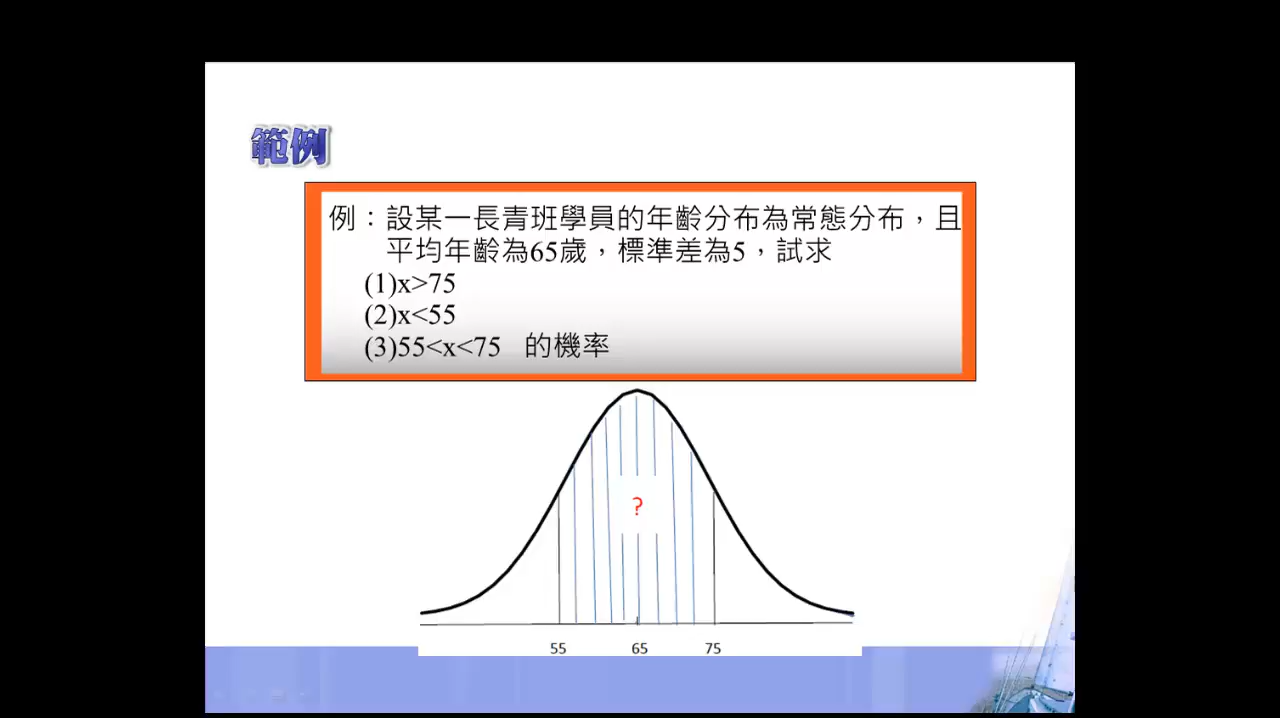 範例
例：設某一長青班學員的年齡分布為常態分布，且
平均年齡為65歲，標準差為5，試求
(1)x>75
(2)x<55
(3)55<x<75 的機率
?
55 65 75